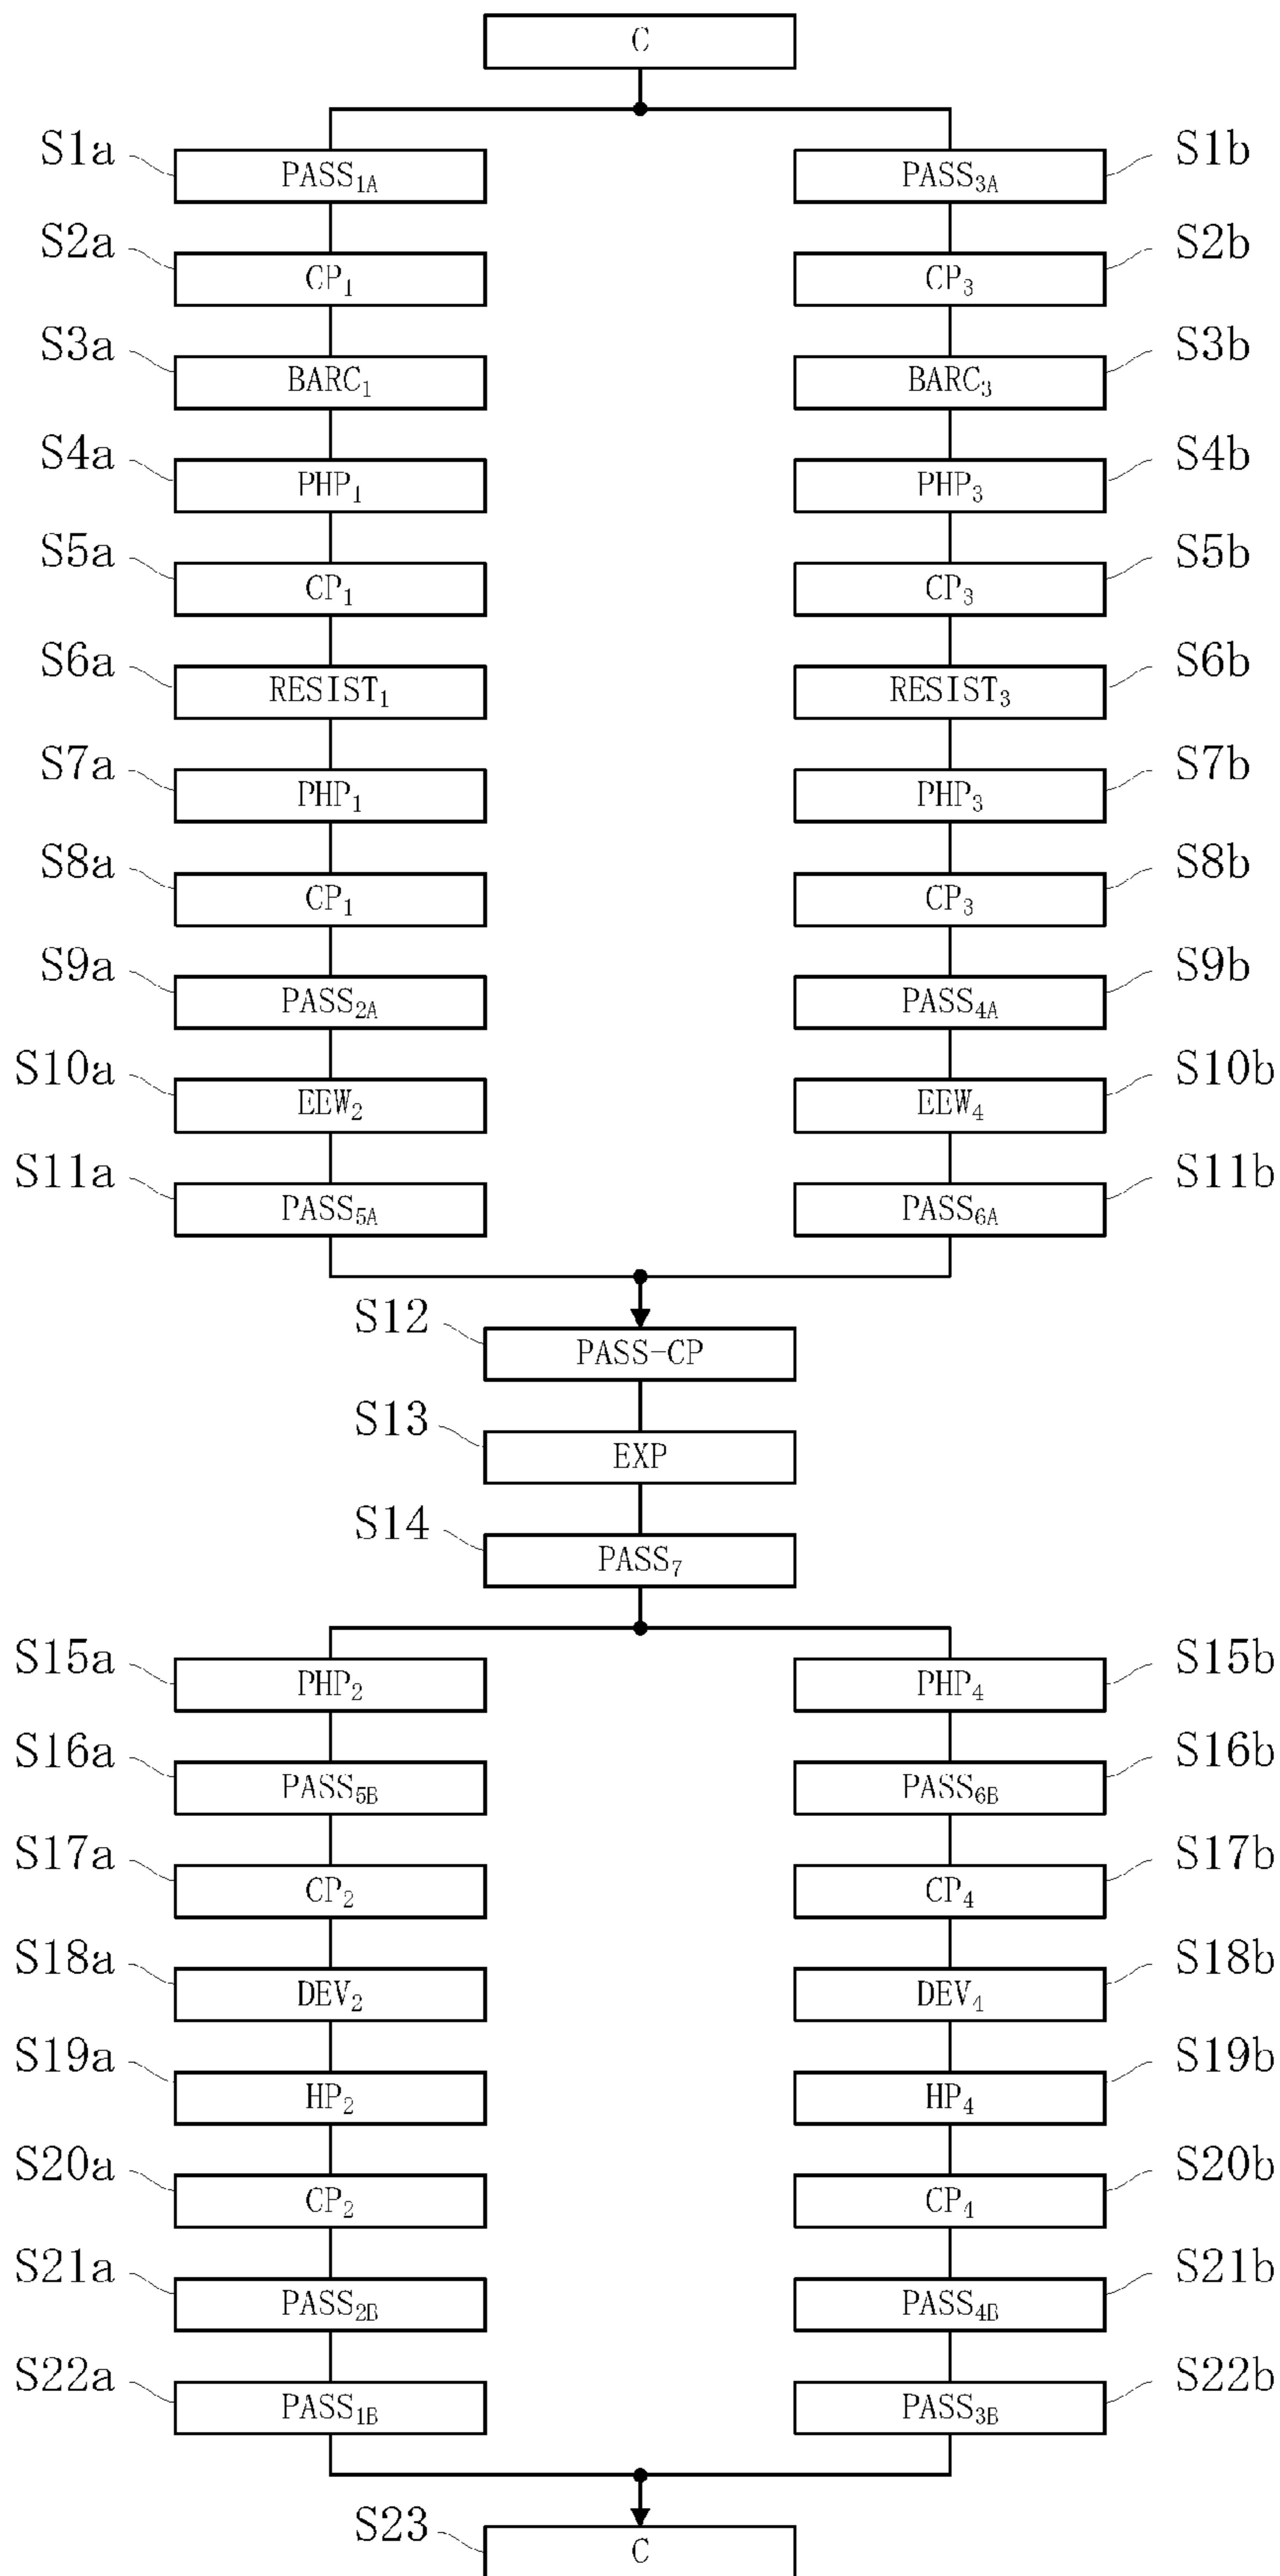 C
S1a PASS1A PASS3A S1b
S2a CP1 CP3 S2b
S3a BARC1 BARC3 S3b
S4a PHP1 PHP3 S4b
S5a CP1 CP3 S5b
S6a RESIST1 RESIST3 S6b
S7a PHP1 PHP3 S7b
S8a CP1 CP3 S8b
S9a PASS2A PASS4A S9b
S10a EEW2 EEW4 S10b
S11a PASS5A PASS6A S11b
S12 PASS-CP
S13 EXP
S14 PASS7
S15a PHP2 PHP4 S15b
S16a PASS5B PASS6B S16b
S17a CP2 CP4 S17b
S18a DEV2 DEV4 S18b
S19a HP2 HP4 S19b
S20a CP2 CP4 S20b
S21a PASS2B PASS4B S21b
S22a PASS1B PASS3B S22b
S23 C